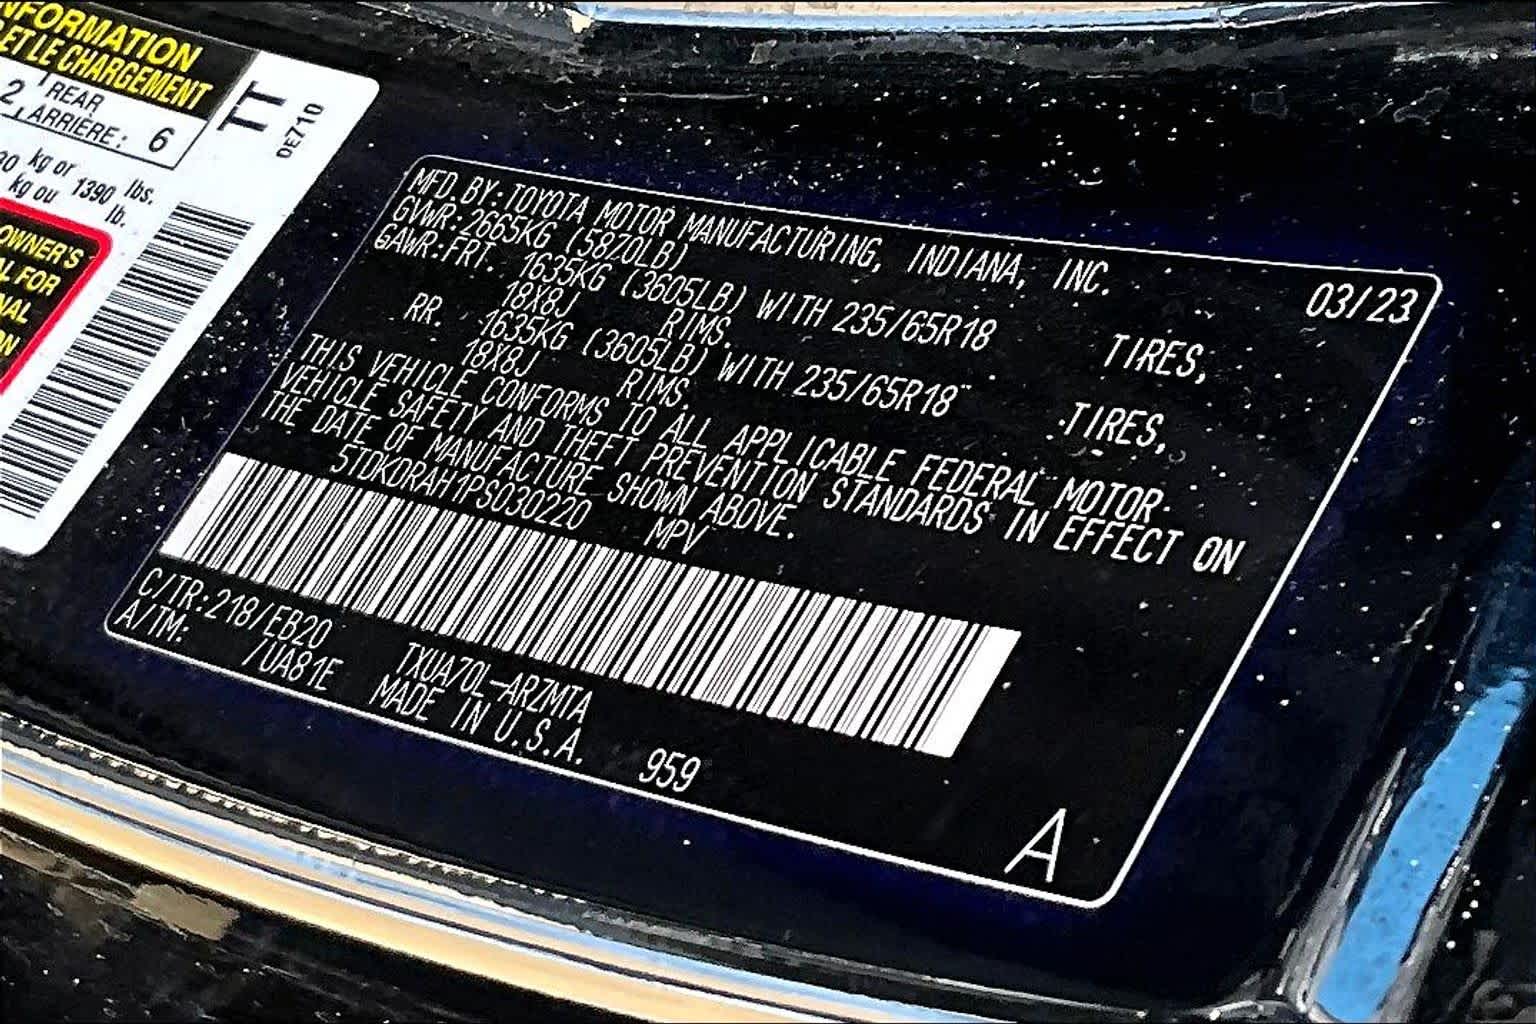 INFORMATION
ET LE CHARGEMENT
2, REAR
ARRIÈRE : 6
kg or
kg ou 1390 lbs.
lb.
OWNER'S
FOR
TT
DE710
MFD. BY: TOYOTA MOTOR MANUFACTURING, INDIANA, INC. 03/23
GVWR: 2665KG (5870LB)
GAWR: FRT. 1635KG (3605LB) WITH 235/65R18 TIRES,
18X8J RIMS.
RR. 1635KG (3605LB) WITH 235/65R18 TIRES,
18X8J RIMS.
THIS VEHICLE CONFORMS TO ALL APPLICABLE FEDERAL MOTOR
VEHICLE SAFETY AND THEFT PREVENTION STANDARDS IN EFFECT ON
THE DATE OF MANUFACTURE SHOWN ABOVE.
5TDKDRAH1PS030220 MPV
C/TR: 218/EB20 TXUA70L-ARZMTA
A/TM: /UA81E MADE IN U.S.A. 959
A